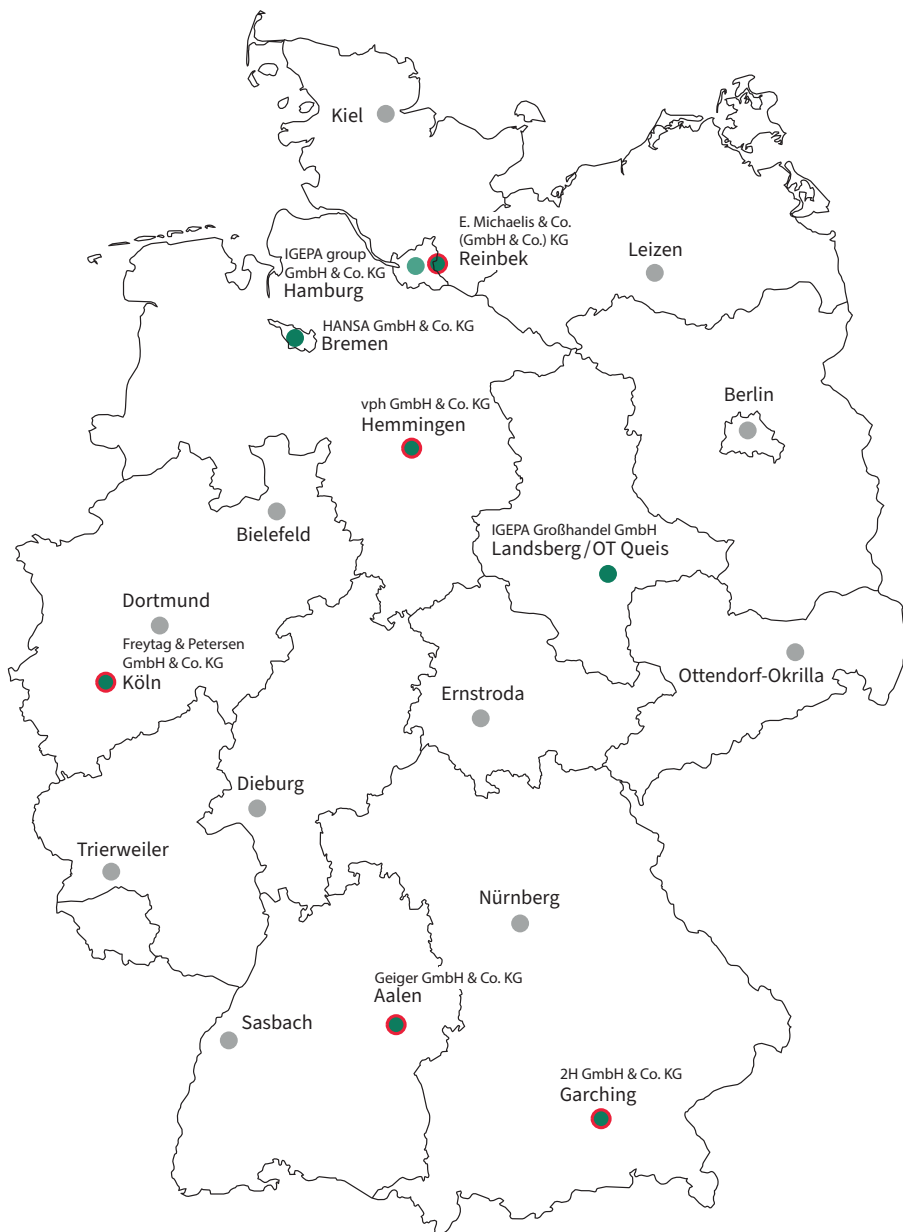 Kiel
E. Michaelis & Co.
(GmbH & Co.) KG
Reinbek
IGEPA group
GmbH & Co. KG
Hamburg
Leizen
HANSA GmbH & Co. KG
Bremen
Berlin
vph GmbH & Co. KG
Hemmingen
Bielefeld
IGEPA Großhandel GmbH
Landsberg/OT Queis
Dortmund
Freytag & Petersen
GmbH & Co. KG
Köln
Ottendorf-Okrilla
Ernstroda
Dieburg
Trierweiler
Nürnberg
Geiger GmbH & Co. KG
Aalen
Sasbach
2H GmbH & Co. KG
Garching